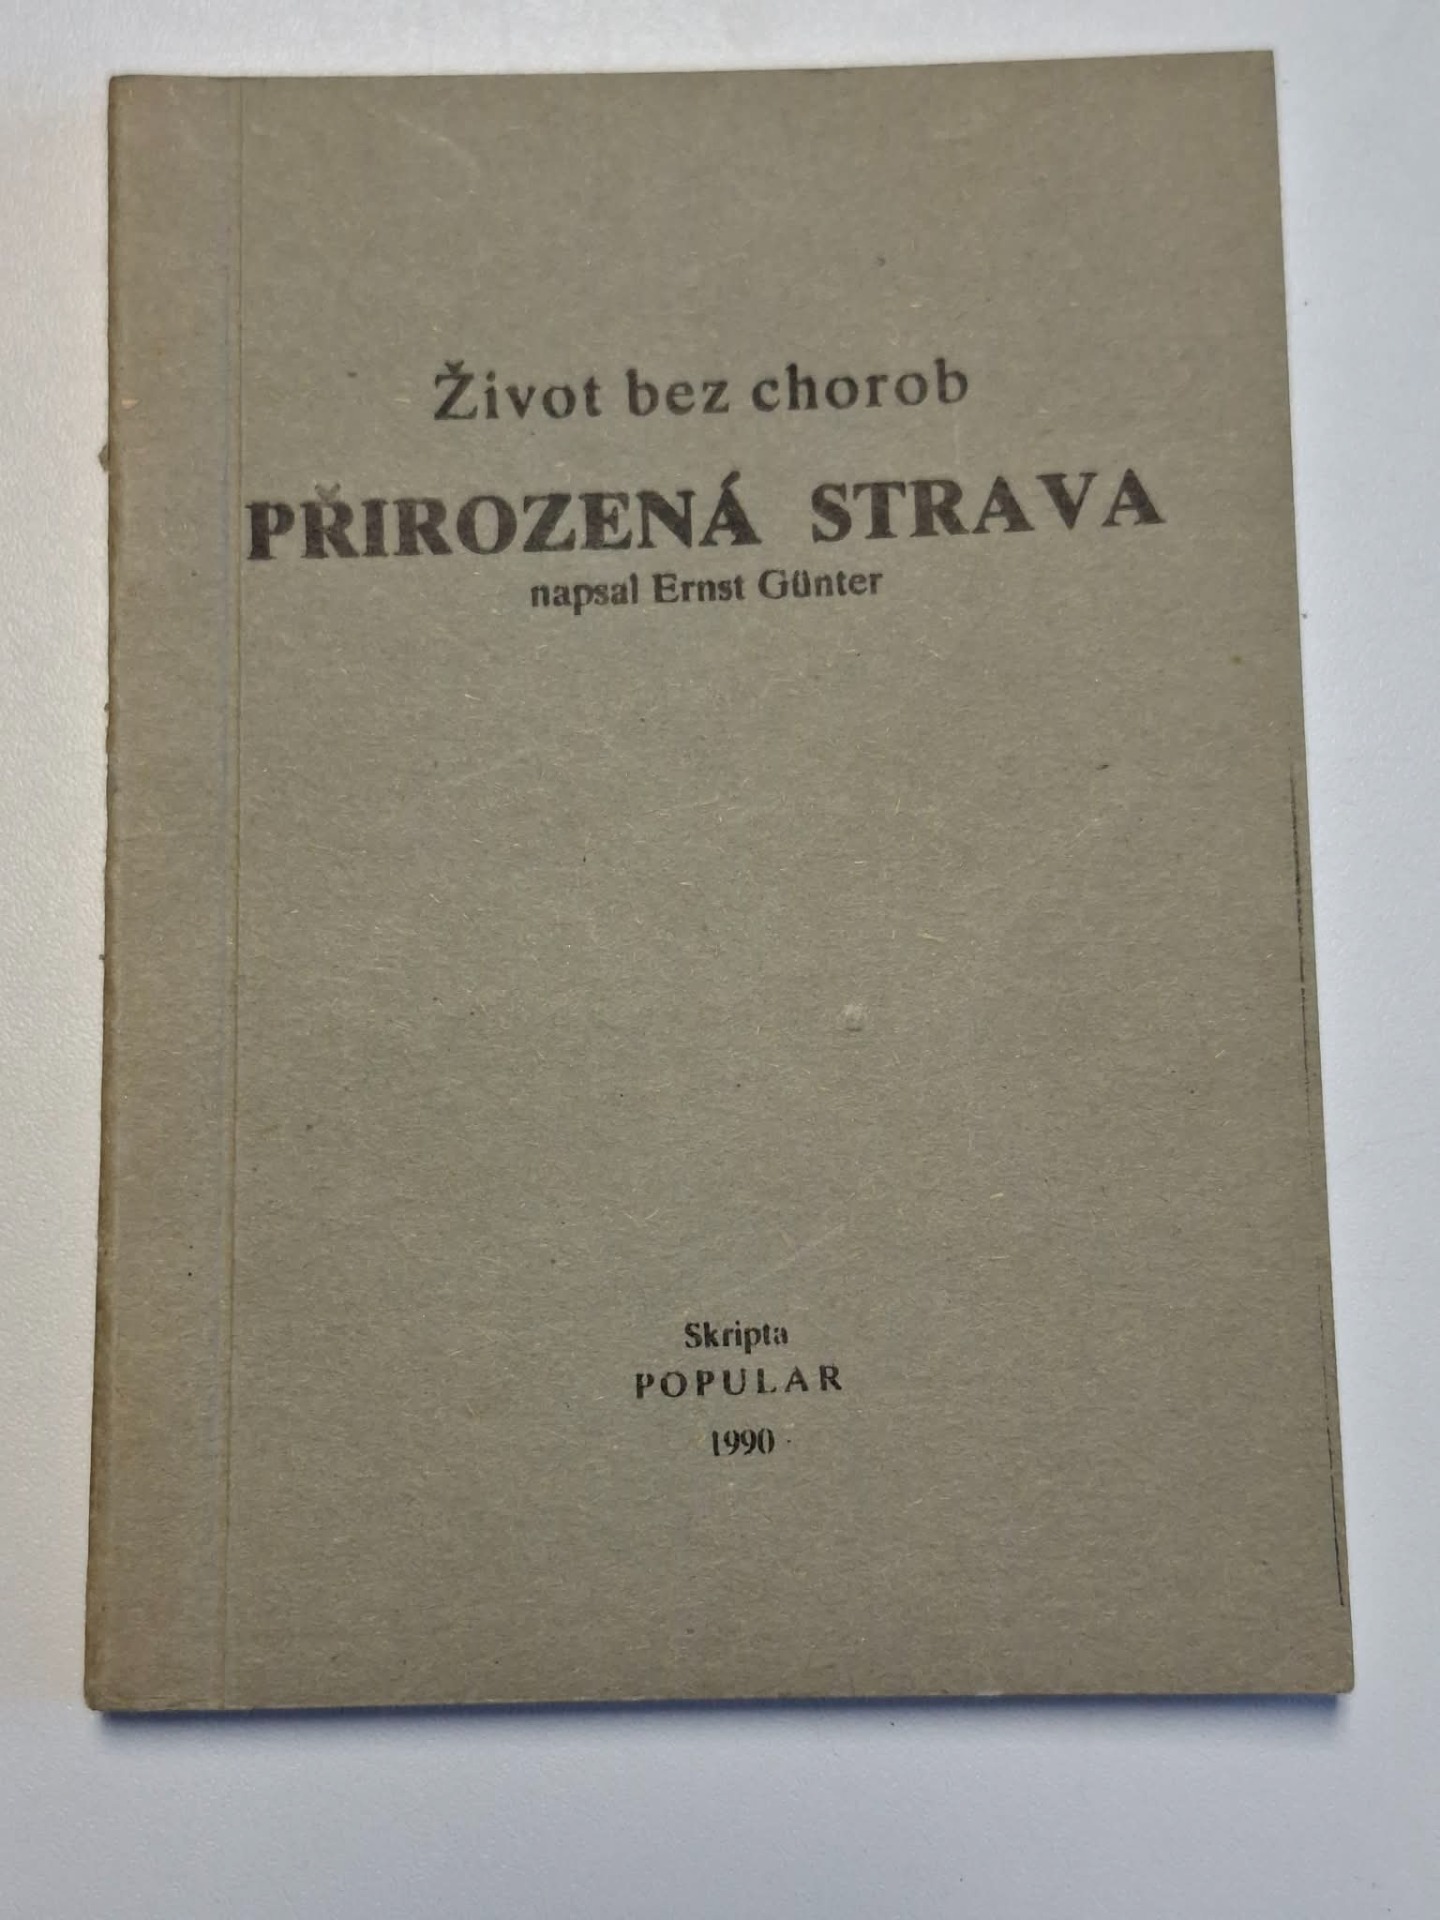 Život bez chorob
PŘIROZENÁ STRAVA
napsal Ernst Günter
Skripta
POPULAR
1990